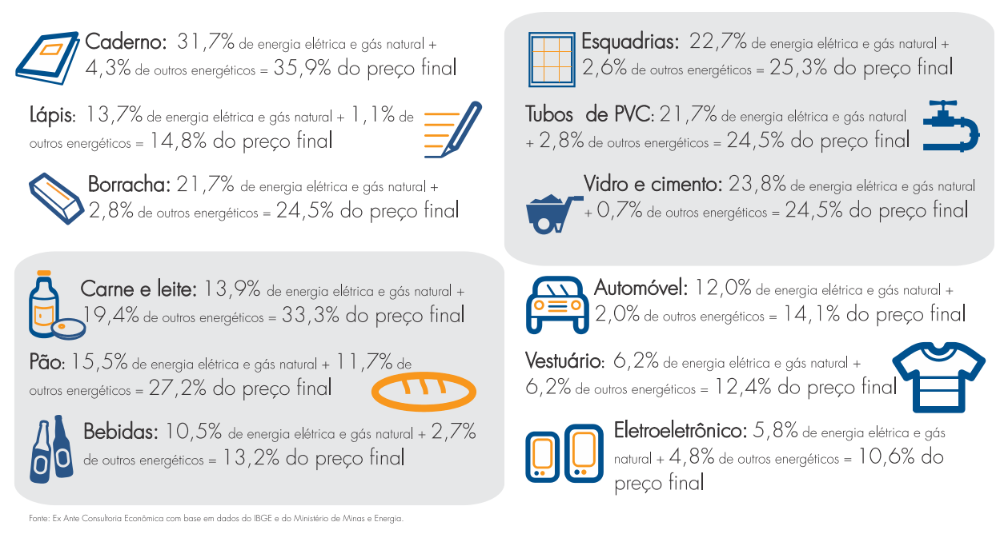 Caderno: 31,7% de energia elétrica e gás natural +
4,3% de outros energéticos = 35,9% do preço final
Lápis: 13,7% de energia elétrica e gás natural + 1,1% de
outros energéticos = 14,8% do preço final
Borracha: 21,7% de energia elétrica e gás natural +
2,8% de outros energéticos = 24,5% do preço final
Carne e leite: 13,9% de energia elétrica e gás natural +
19,4% de outros energéticos = 33,3% do preço final
Pão: 15,5% de energia elétrica e gás natural + 11,7% de
outros energéticos = 27,2% do preço final
Bebidas: 10,5% de energia elétrica e gás natural + 2,7%
de outros energéticos = 13,2% do preço final
Esquadrias: 22,7% de energia elétrica e gás natural +
2,6% de outros energéticos = 25,3% do preço final
Tubos de PVC: 21,7% de energia elétrica e gás natural
+ 2,8% de outros energéticos = 24,5% do preço final
Vidro e cimento: 23,8% de energia elétrica e gás natural
+ 0,7% de outros energéticos = 24,5% do preço final
Automóvel: 12,0% de energia elétrica e gás natural +
2,0% de outros energéticos = 14,1% do preço final
Vestuário: 6,2% de energia elétrica e gás natural +
6,2% de outros energéticos = 12,4% do preço final
Eletroeletrônico: 5,8% de energia elétrica e gás
natural + 4,8% de outros energéticos = 10,6% do
preço final
Fonte: Ex Ante Consultoria Econômica com base em dados do IBGE e do Ministério de Minas e Energia.